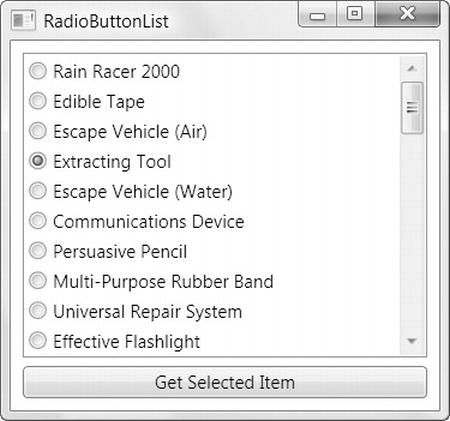 RadioButtonList
Rain Racer 2000
Edible Tape
Escape Vehicle (Air)
Extracting Tool
Escape Vehicle (Water)
Communications Device
Persuasive Pencil
Multi-Purpose Rubber Band
Universal Repair System
Effective Flashlight
Get Selected Item